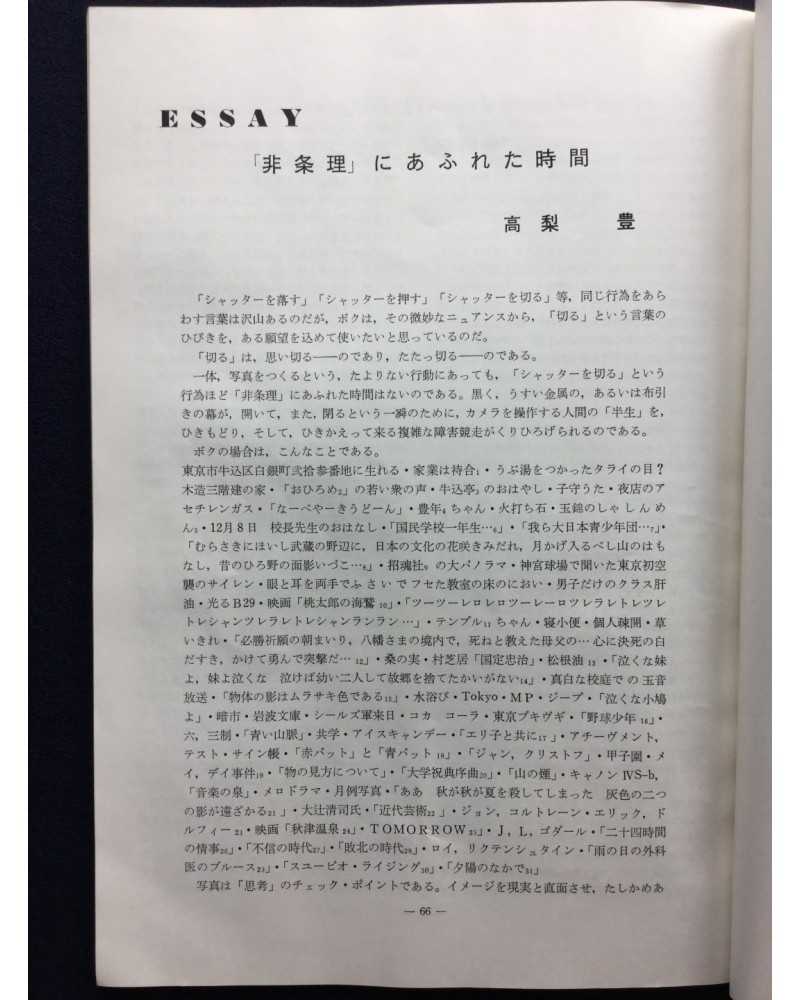 ESSAY
「非条理」にあふれた時間
高梨 豊
「シャッターを落す」「シャッターを押す」「シャッターを切る」等，同じ行為をあら
わす言葉は沢山あるのだが，ボクは，その微妙なニュアンスから，「切る」という言葉の
ひびきを，ある願望を込めて使いたいと思っているのだ。
「切る」は，思い切る——のであり，たたっ切る——のである。
一体，写真をつくるという，たよりない行動にあっても，「シャッターを切る」という
行為ほど「非条理」にあふれた時間はないのである。黒く，うすい金属の，あるいは布引
きの幕が，開いて，また，閉るという一瞬のために，カメラを操作する人間の「半生」を，
ひきもどり，そして，ひきかえって来る複雑な障害競走がくりひろげられるのである。
ボクの場合は，こんなことである。
東京市牛込区白銀町弐拾参番地に生れる・家業は待合1・うぶ湯をつかったタライの目？
木造三階建の家・「おひろめ2」の若い衆の声・牛込亭3のおはやし・子守うた・夜店のア
セチレンガス・「なーべやーきうどーん」・豊年4ちゃん・火打ち石・玉錦のしゃしんめ
ん5・12月8日 校長先生のおはなし・「国民学校一年生…6」・「我ら大日本青少年団…7」・
「むらさきにほいし武蔵の野辺に，日本の文化の花咲きみだれ，月かげ入るべし山のはも
なし，昔のひろ野の面影いづこ…8」・招魂社9の大パノラマ・神宮球場で聞いた東京初空
襲のサイレン・眼と耳を両手でふさいでフセた教室の床のにおい・男子だけのクラス肝
油・光るB29・映画「桃太郎の海鷲10」・「ツーツーレロレロツーレーロツレラレトレツレ
トレシャンツレラレトレシャンランラン…」・テンプル11ちゃん・寝小便・個人疎開・草
いきれ・「必勝祈願の朝まいり，八幡さまの境内で，死ねと教えた母父の…心に決死の白
だすき，かけて勇んで突撃だ…12」・桑の実・村芝居「国定忠治」・松根油13・「泣くな妹
よ，妹よ泣くな 泣けば幼い二人して故郷を捨てたかいがない14」・真白な校庭での玉音
放送・「物体の影はムラサキ色である15」・水浴び・Tokyo・MP・ジープ・「泣くな小鳩
よ」・暗市・岩波文庫・シールズ軍来日・コカ コーラ・東京ブキヴギ・「野球少年16」・
六，三制・「青い山脈」・共学・アイスキャンデー・「エリ子と共に17」・アチーヴメント，
テスト・サイン帳・「赤バット」と「青バット18」・「ジャン，クリストフ」・甲子園・メ
イ，デイ事件19・「物の見方について」・「大学祝典序曲20」・「山の煙」・キャノンⅣS-b，
「音楽の泉」・メロドラマ・月例写真・「ああ 秋が秋が夏を殺してしまった 灰色の二つ
の影が遠ざかる21」・大辻清司氏・「近代芸術22」・ジョン，コルトレーン・エリック，ド
ルフィー・映画「秋津温泉24」・TOMORROW25」・J，L，ゴダール・「二十四時間
の情事26」・「不信の時代27」・「敗北の時代28」・ロイ，リクテンシュタイン・「雨の日の外科
医のブルース」・「スユーピオ・ライジング30」・「夕陽のなかで31」
写真は「思考」のチェック・ポイントである。イメージを現実と直面させ，たしかめあ
— 66 —